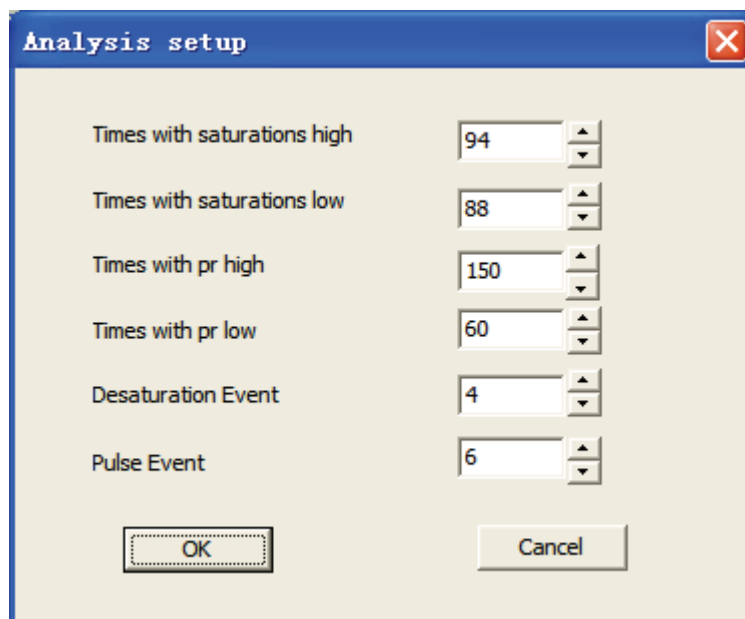 Analysis setup
Times with saturations high 94
Times with saturations low 88
Times with pr high 150
Times with pr low 60
Desaturation Event 4
Pulse Event 6
OK Cancel